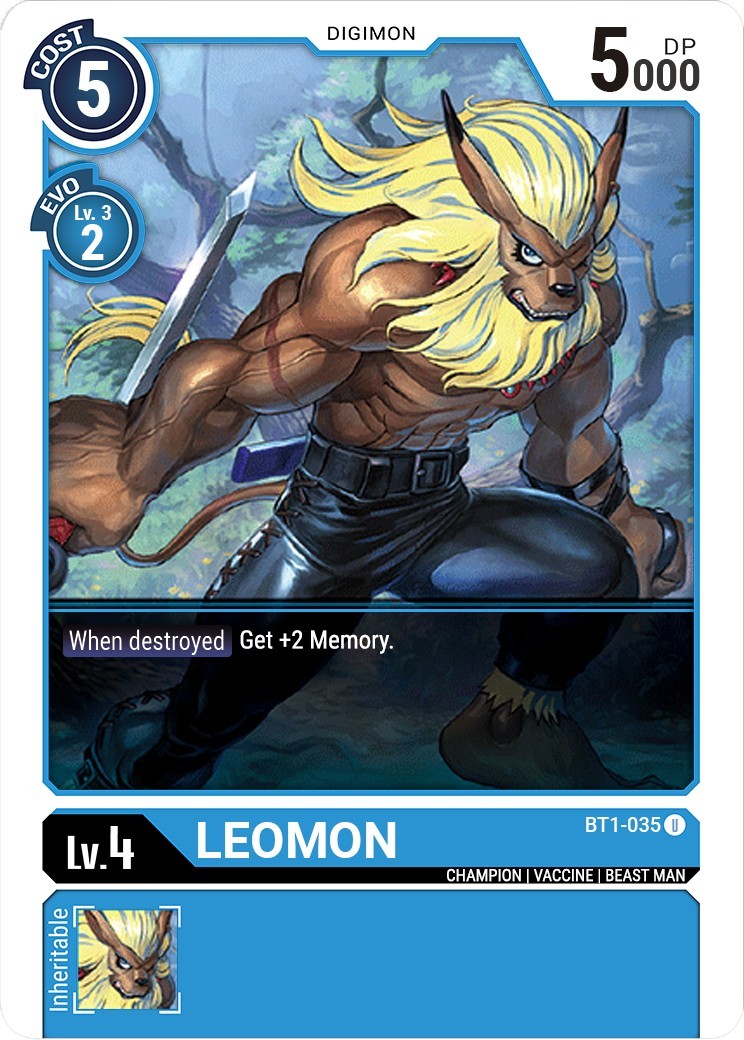 COST
5
DIGIMON
DP
5000
EVO
Lv. 3
2
When destroyed Get +2 Memory.
BT1-035 U
Lv.4 LEOMON
CHAMPION | VACCINE | BEAST MAN
Inheritable